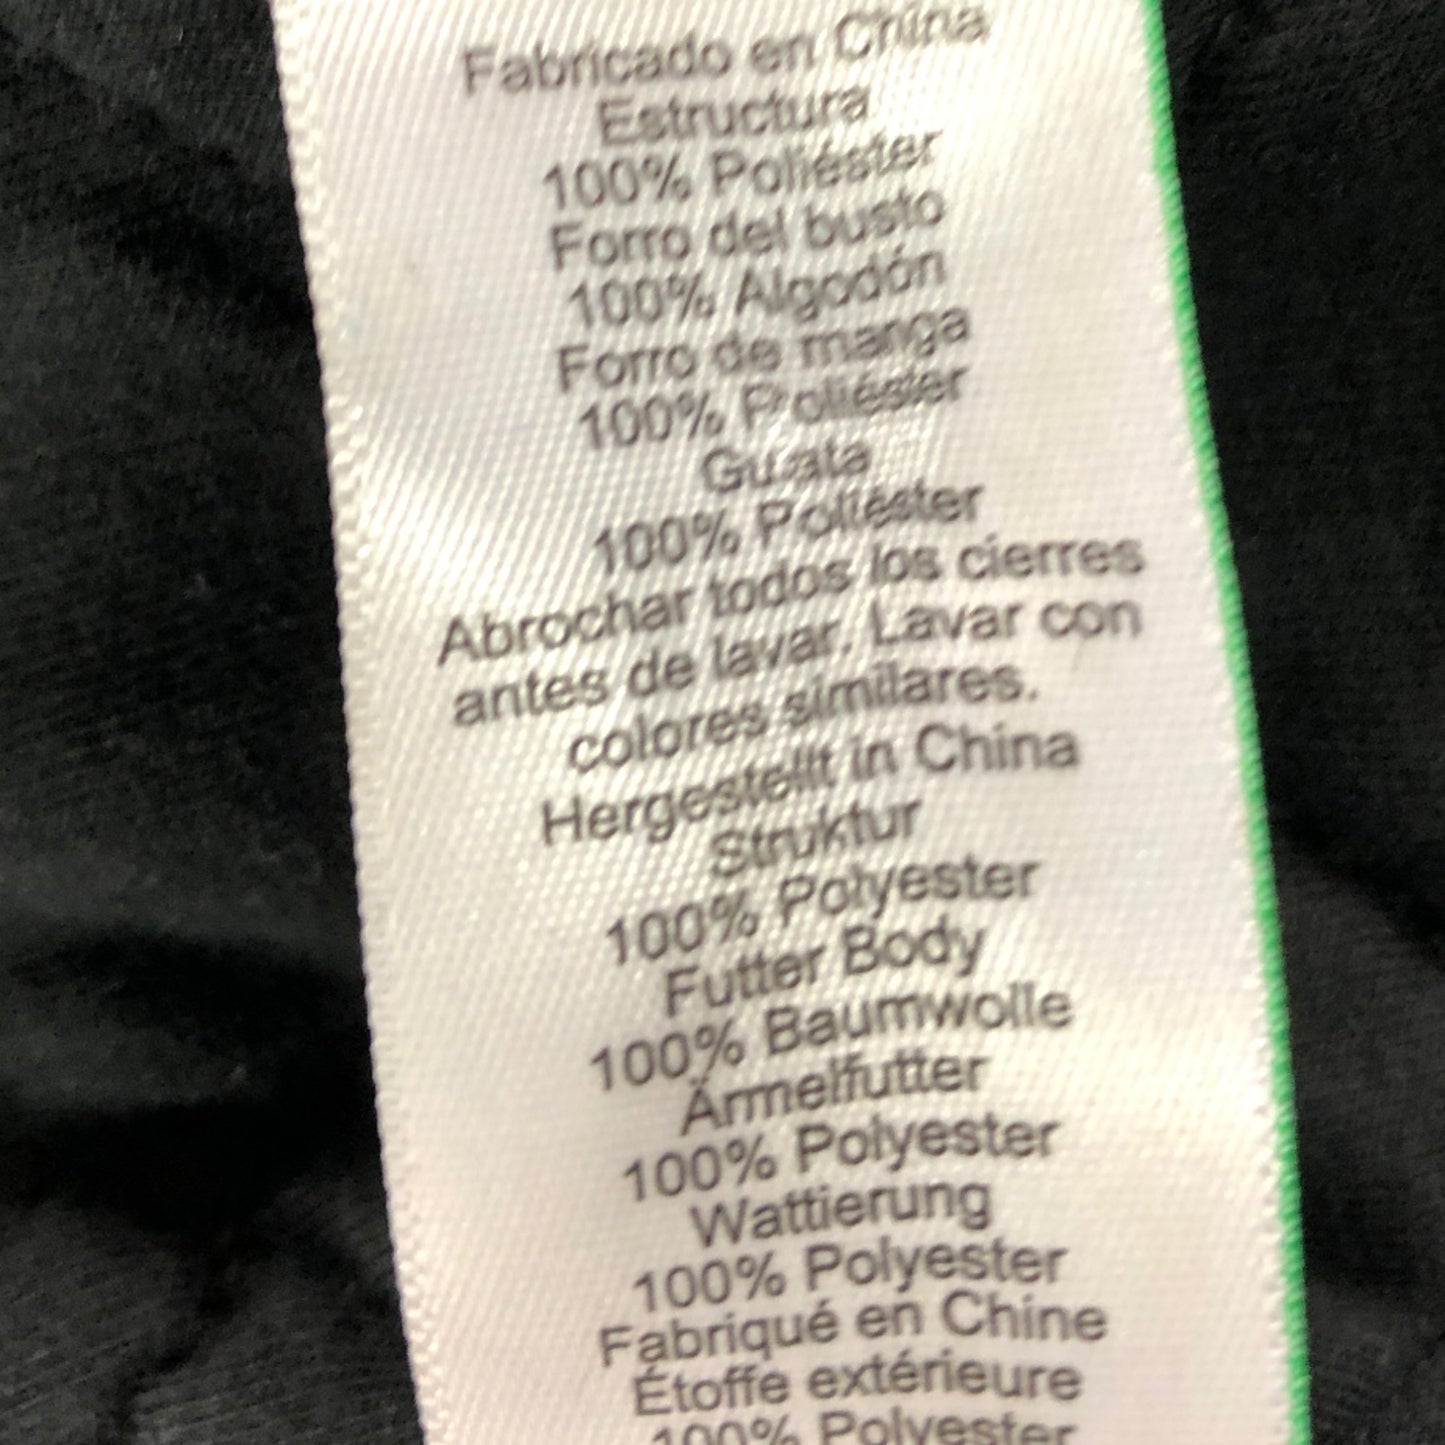 Fabricado en China
Estructura
100% Poliéster
Forro del busto
100% Algodón
Forro de manga
100% Poliéster
Guata
100% Poliéster
Abrochar todos los cierres
antes de lavar. Lavar con
colores similares.
Hergestellt in China
Struktur
100% Polyester
Futter Body
100% Baumwolle
Ärmelfutter
100% Polyester
Wattierung
100% Polyester
Fabriqué en Chine
Étoffe extérieure
100% Polyester